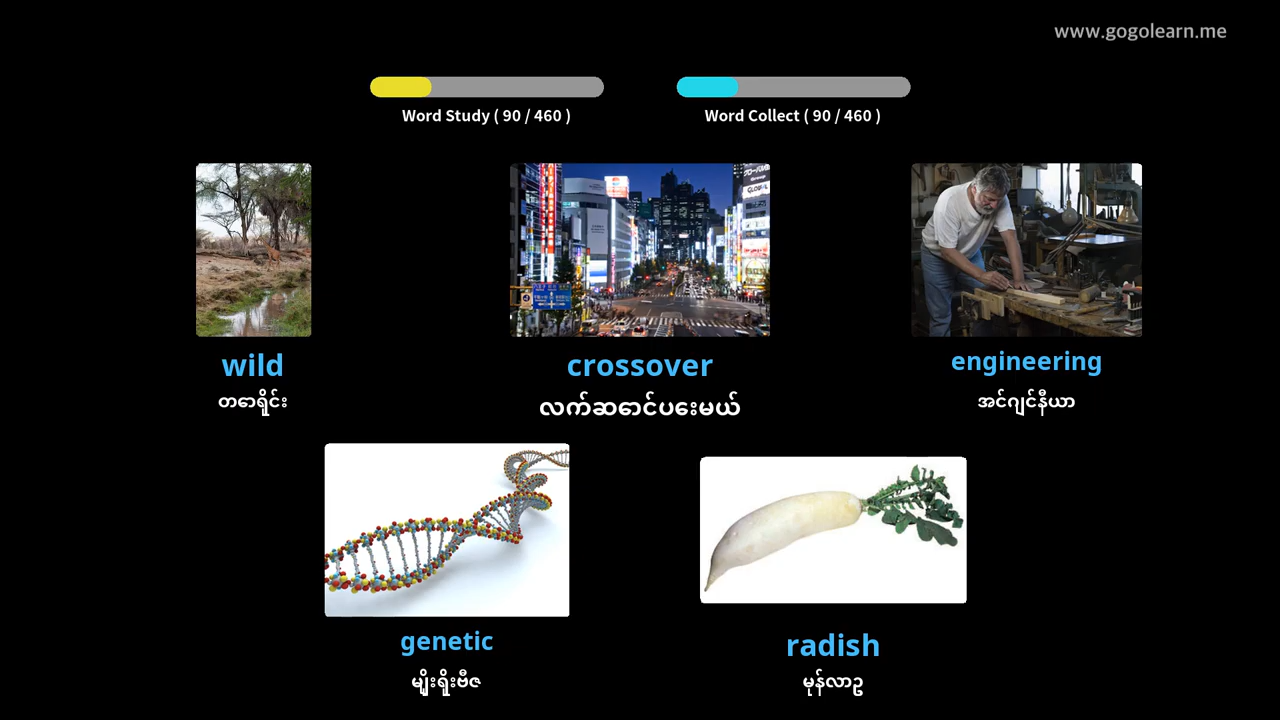 www.gogolearn.me
Word Study ( 90 / 460 )
Word Collect ( 90 / 460 )
wild
တောရိုင်း
crossover
လက်ဆောင်ပေးမယ်
engineering
အင်ဂျင်နီယာ
genetic
မျိုးရိုးဗီဇ
radish
မုန်လာဥ